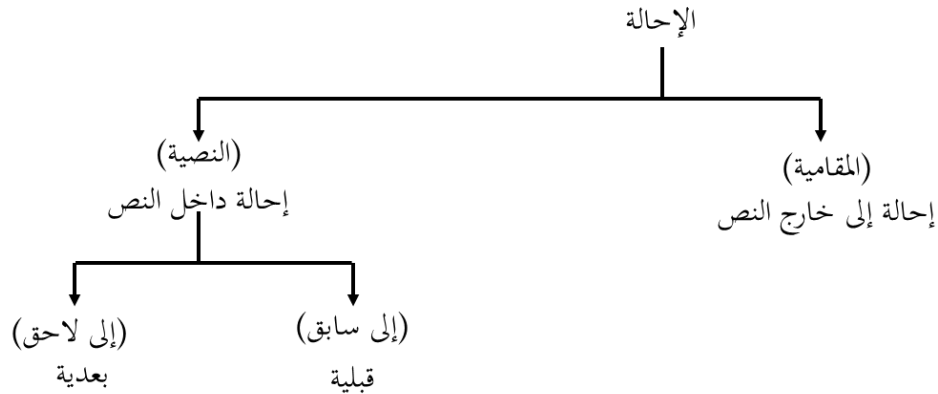 الإحالة
(المقامية)
إحالة إلى خارج النص
(النصية)
إحالة داخل النص
(إلى سابق)
قبلية
(إلى لاحق)
بعدية